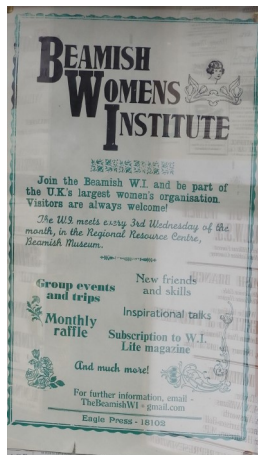 BEAMISH
WOMENS
INSTITUTE
Join the Beamish W.I. and be part of
the U.K.'s largest women's organisation.
Visitors are always welcome!
The W.I. meets every 3rd Wednesday of the
month, in the Regional Resource Centre,
Beamish Museum.
Group events
and trips
New friends
and skills
Inspirational talks
Monthly
raffle
Subscription to W.I.
Life magazine
And much more!
For further information, email -
TheBeamishWI@gmail.com
Eagle Press - 18102